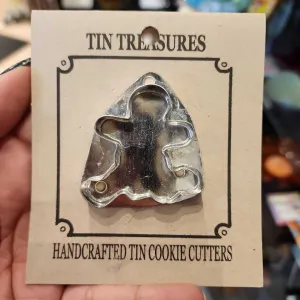 TIN TREASURES
HANDCRAFTED TIN COOKIE CUTTERS